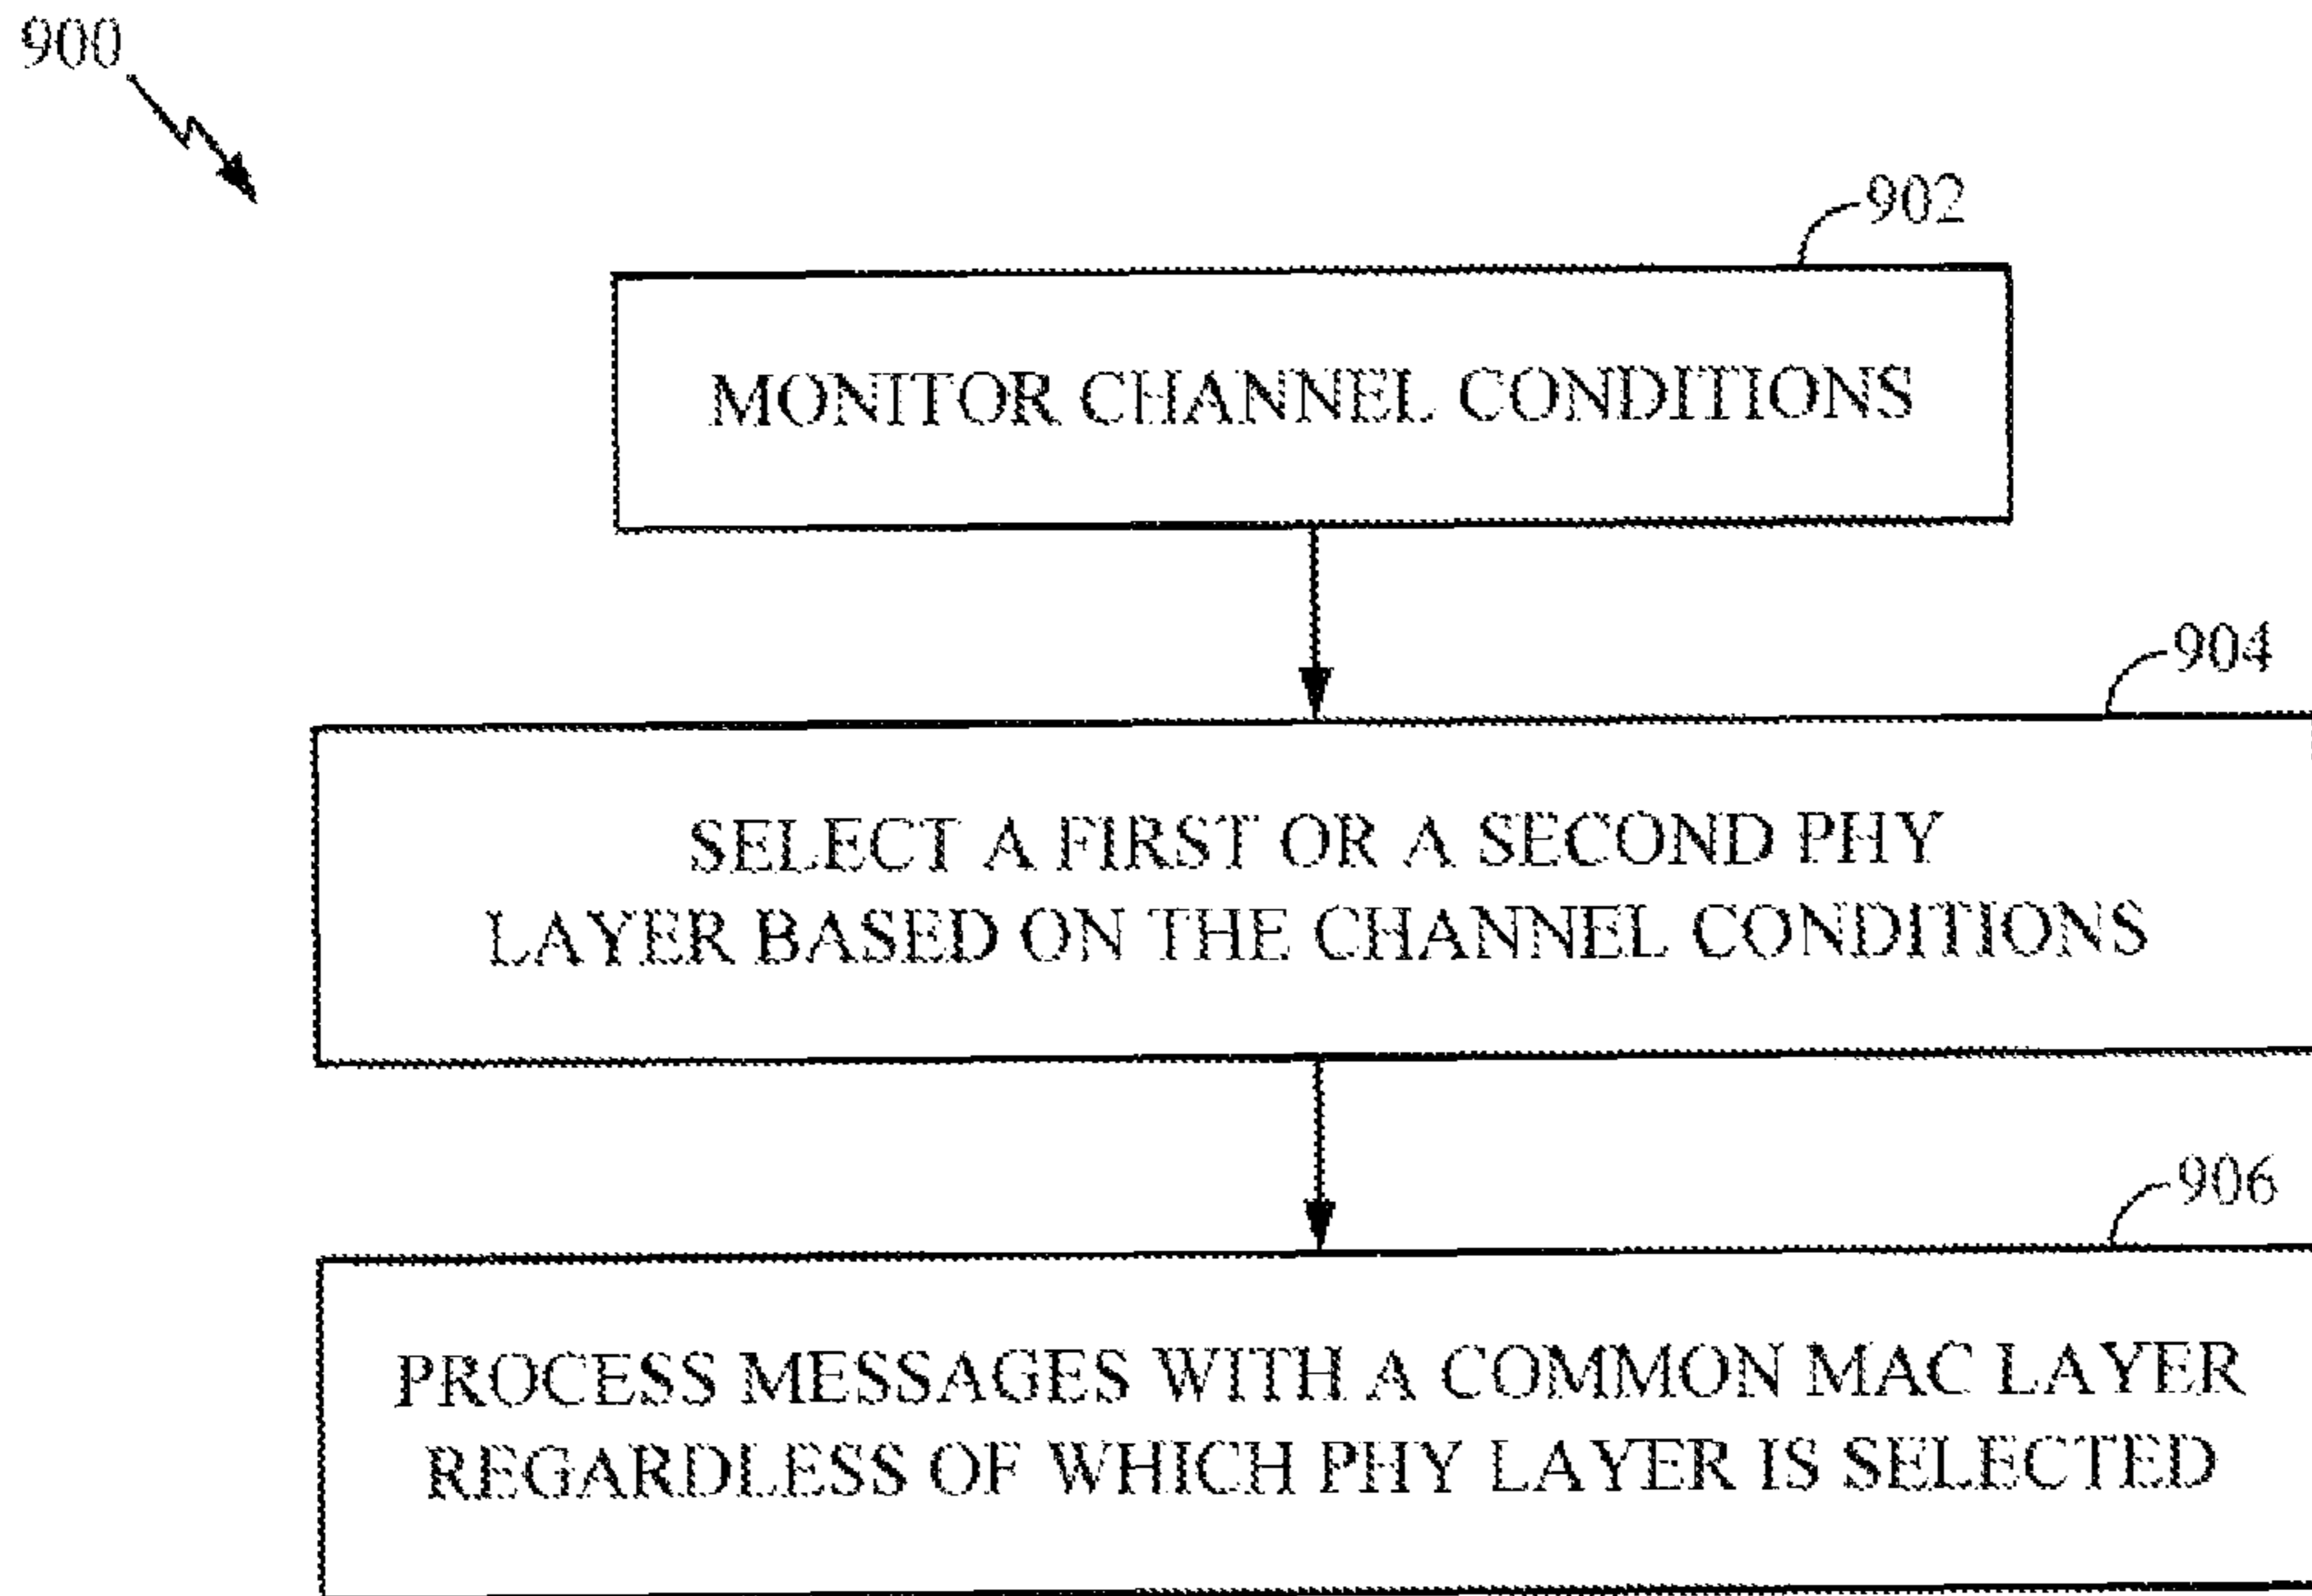 900
902
MONITOR CHANNEL CONDITIONS
904
SELECT A FIRST OR A SECOND PHY
LAYER BASED ON THE CHANNEL CONDITIONS
906
PROCESS MESSAGES WITH A COMMON MAC LAYER
REGARDLESS OF WHICH PHY LAYER IS SELECTED